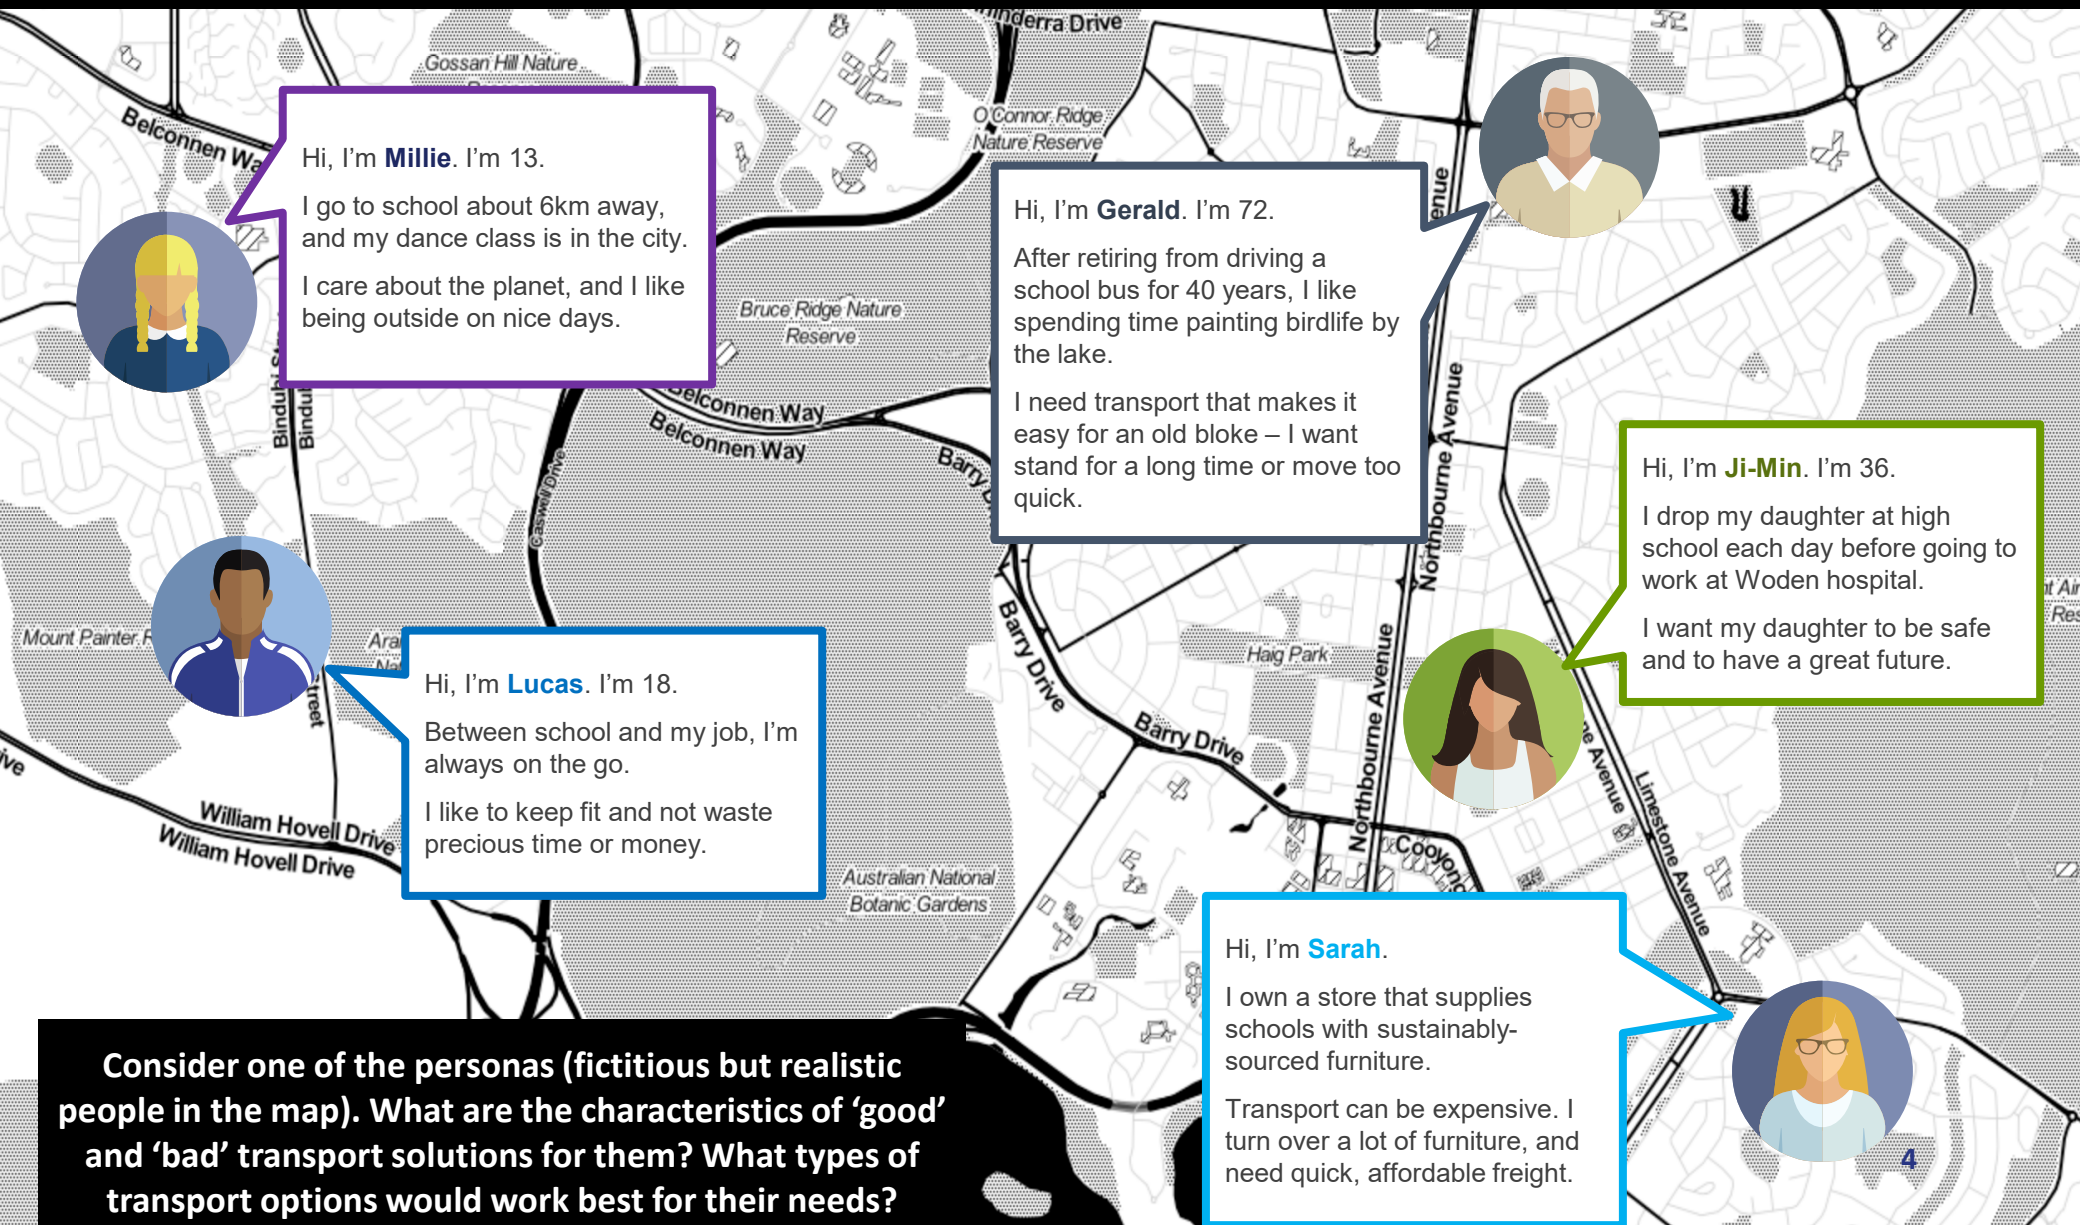 Gossan Hill Nature
Belconnen Wa
O'Connor Ridge
Nature Reserve
Hi, I’m Millie. I’m 13.
I go to school about 6km away,
and my dance class is in the city.
I care about the planet, and I like
being outside on nice days.
Bruce Ridge Nature
Reserve
Belconnen Way
Belconnen Way
Hi, I’m Gerald. I’m 72.
After retiring from driving a
school bus for 40 years, I like
spending time painting birdlife by
the lake.
I need transport that makes it
easy for an old bloke – I want
stand for a long time or move too
quick.
enue
Northbourne Avenue
Hi, I’m Ji-Min. I’m 36.
I drop my daughter at high
school each day before going to
work at Woden hospital.
I want my daughter to be safe
and to have a great future.
Bindubi
Bindub
Caswell Drive
Mount Painter
Hi, I’m Lucas. I’m 18.
Between school and my job, I’m
always on the go.
I like to keep fit and not waste
precious time or money.
treet
William Hovell Drive
William Hovell Drive
Barry Drive
Haig Park
Barry Drive
Northbourne Avenue
Cooyong
ne Avenue
Limestone Avenue
Australian National
Botanic Gardens
Hi, I’m Sarah.
I own a store that supplies
schools with sustainably-
sourced furniture.
Transport can be expensive. I
turn over a lot of furniture, and
need quick, affordable freight.
Consider one of the personas (fictitious but realistic
people in the map). What are the characteristics of ‘good’
and ‘bad’ transport solutions for them? What types of
transport options would work best for their needs?
4